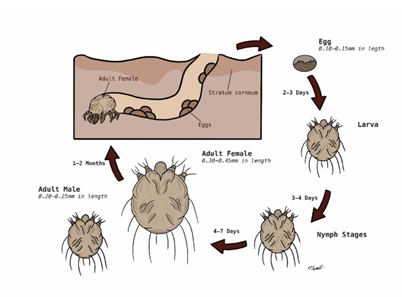 Egg
0.10-0.15mm in legth
Adult Female
Stratum corneum
Eggs
2-3 Days
Larva
3-4 Days
Nymph Stages
4-7 Days
Adult Female
0.30-0.45mm in length
1-2 Months
Adult Male
0.20-0.25mm in length